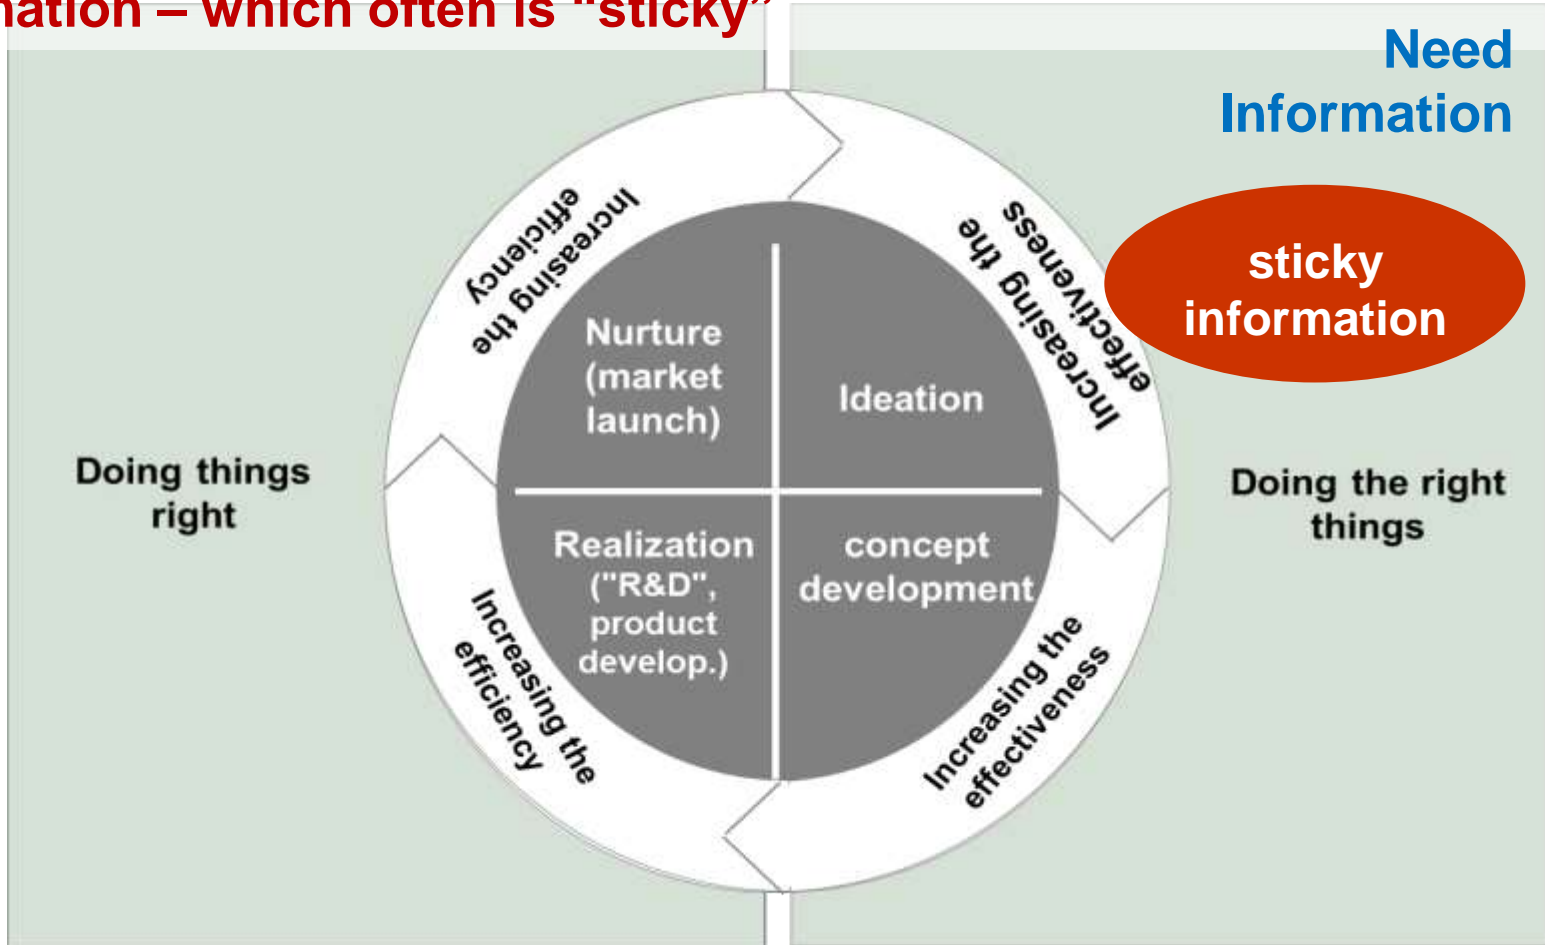 mation – which often is "sticky”
Need
Information
sticky
information
Increasing the
efficiency
Increasing the
effectiveness
Nurture
(market
launch)
Ideation
Doing things
right
Doing the right
things
Realization
("R&D",
product
develop.)
concept
development
Increasing the
efficiency
Increasing the
effectiveness